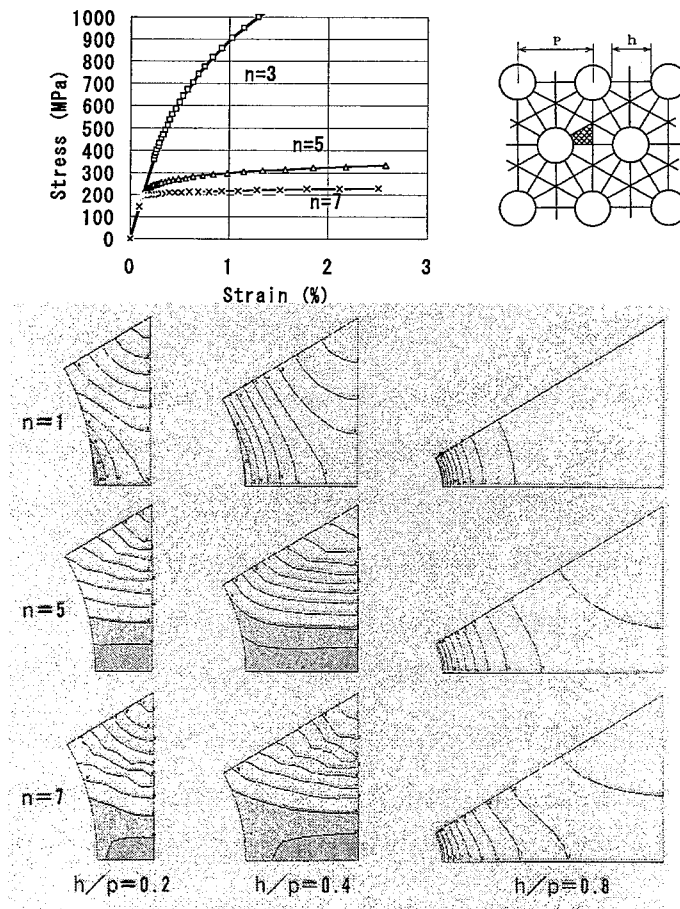 1000
900
800
700
600
500
400
300
200
100
0
Stress (MPa)
n=3
n=5
n=7
0 1 2 3
Strain (%)
P h
n=1
n=5
n=7
h/p=0.2 h/p=0.4 h/p=0.8